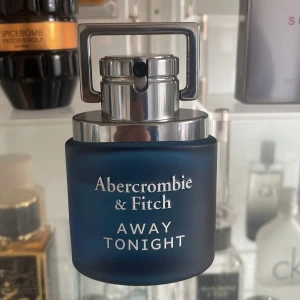 SPICEBOMB
Abercrombie
& Fitch
AWAY
TONIGHT
ck